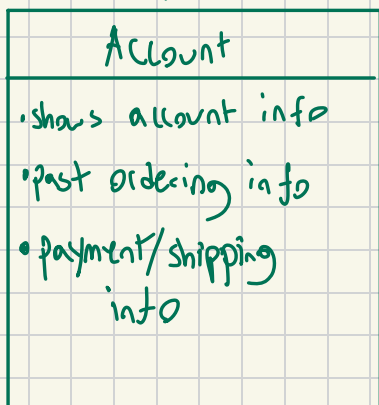 Account
•shows account info
•past ordering info
•payment/shipping
info